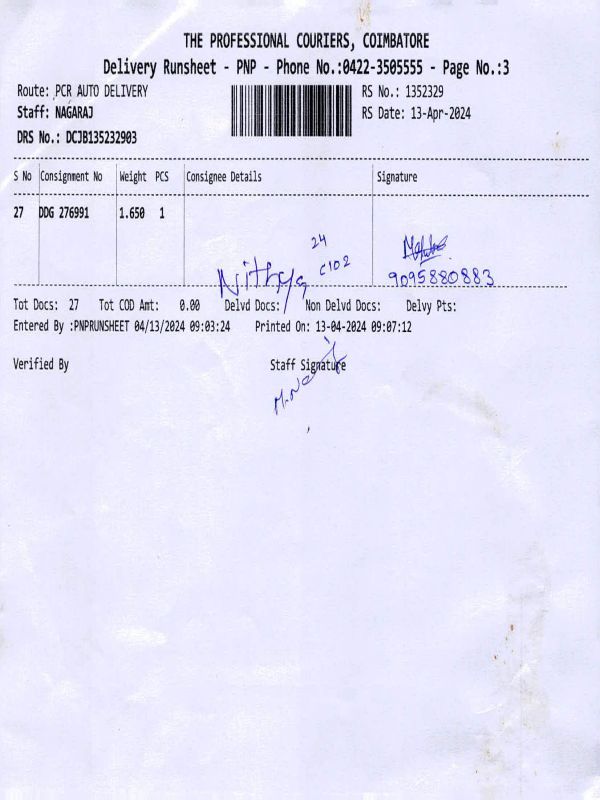 THE PROFESSIONAL COURIERS, COIMBATORE
Delivery Runsheet - PNP - Phone No.:0422-3505555 - Page No.:3
Route: PCR AUTO DELIVERY
RS No.: 1352329
Staff: NAGARAJ
RS Date: 13-Apr-2024
DRS No.: DCJB135232903
S No Consignment No Weight PCS Consignee Details Signature
27 DDG 276991 1.650 1
24
Nithya C102
9095880883
Tot Docs: 27 Tot COD Amt: 0.00 Delvd Docs: Non Delvd Docs: Delvy Pts:
Entered By :PNPRUNSHEET 04/13/2024 09:03:24 Printed On: 13-04-2024 09:07:12
Verified By Staff Signature